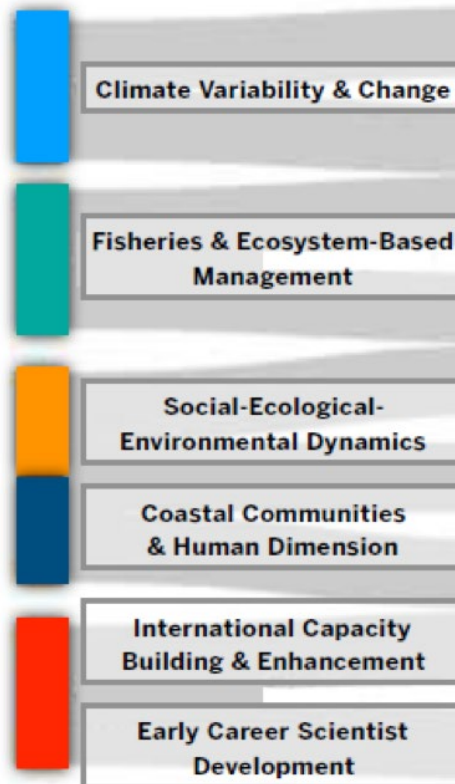 Climate Variability & Change
Fisheries & Ecosystem-Based
Management
Social-Ecological-
Environmental Dynamics
Coastal Communities
& Human Dimension
International Capacity
Building & Enhancement
Early Career Scientist
Development